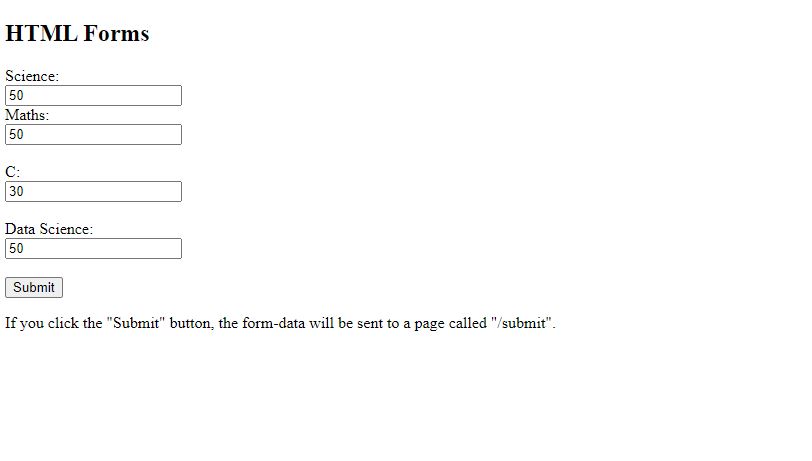 HTML Forms
Science:
50
Maths:
50
C:
30
Data Science:
50
Submit
If you click the "Submit" button, the form-data will be sent to a page called "/submit".